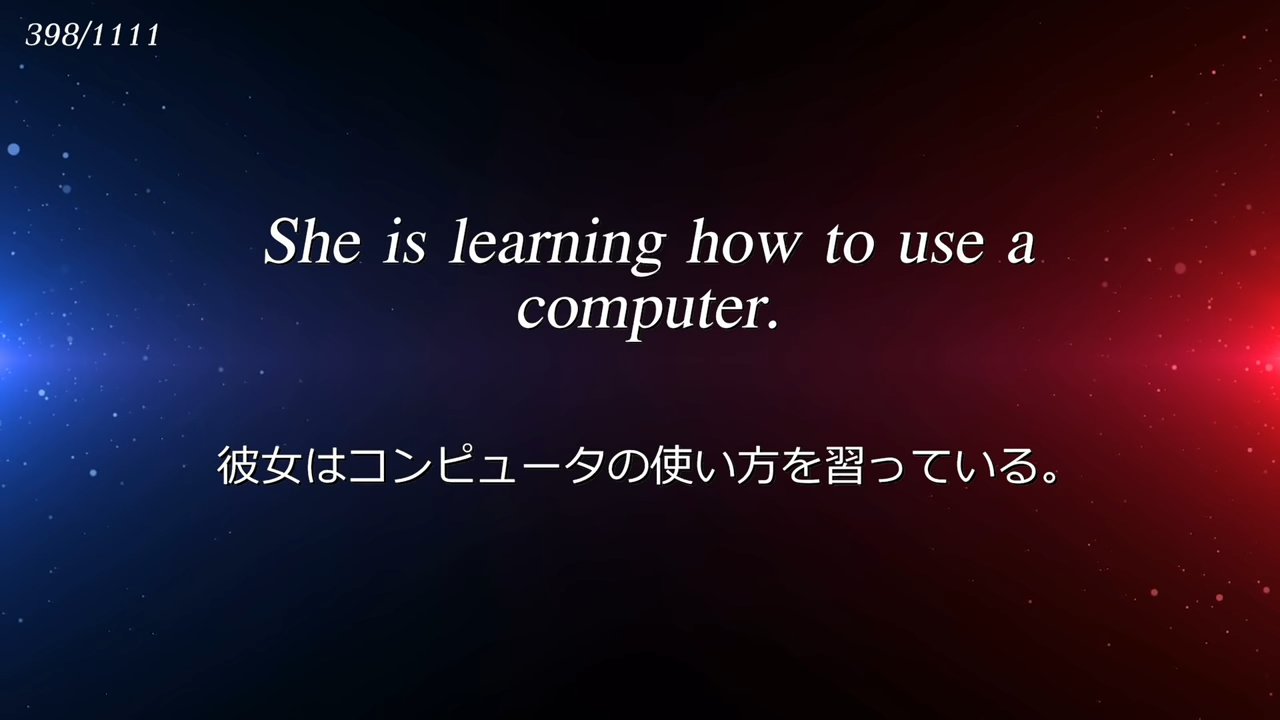 398/1111
She is learning how to use a
computer.
彼女はコンピュータの使い方を習っている。